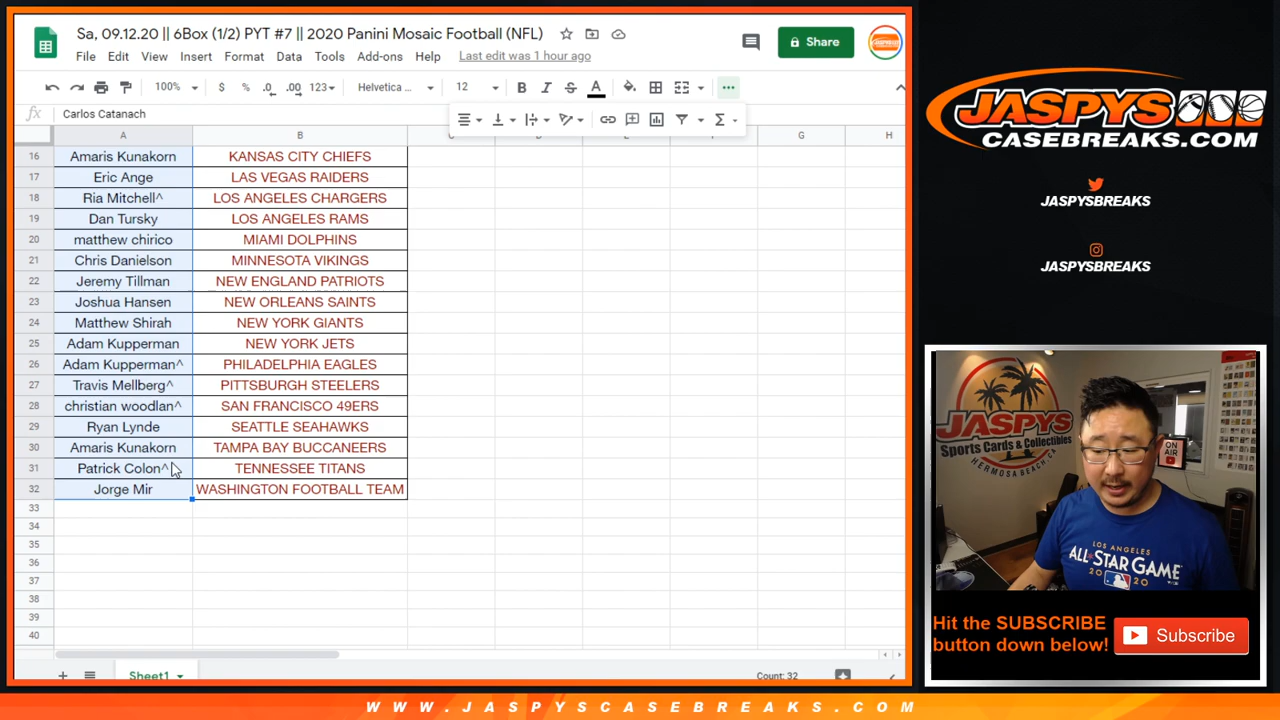 Sa, 09.12.20 || 6Box (1/2) PYT #7 || 2020 Panini Mosaic Football (NFL)
File Edit View Insert Format Data Tools Add-ons Help Last edit was 1 hour ago
Share
100% $ % .0 .00 123 Helvetica ... 12 B I S A
fx Carlos Catanach
A B C D E F G H
16 Amaris Kunakorn KANSAS CITY CHIEFS
17 Eric Ange LAS VEGAS RAIDERS
18 Ria Mitchell^ LOS ANGELES CHARGERS
19 Dan Tursky LOS ANGELES RAMS
20 matthew chirico MIAMI DOLPHINS
21 Chris Danielson MINNESOTA VIKINGS
22 Jeremy Tillman NEW ENGLAND PATRIOTS
23 Joshua Hansen NEW ORLEANS SAINTS
24 Matthew Shirah NEW YORK GIANTS
25 Adam Kupperman NEW YORK JETS
26 Adam Kupperman^ PHILADELPHIA EAGLES
27 Travis Mellberg^ PITTSBURGH STEELERS
28 christian woodlan^ SAN FRANCISCO 49ERS
29 Ryan Lynde SEATTLE SEAHAWKS
30 Amaris Kunakorn TAMPA BAY BUCCANEERS
31 Patrick Colon^ TENNESSEE TITANS
32 Jorge Mir WASHINGTON FOOTBALL TEAM
33
34
35
36
37
38
39
40
Sheet1 Count: 32
JASPYS
CASEBREAKS.COM
JASPYSBREAKS
JASPYSBREAKS
JASPYS
Sports Cards & Collectibles
HERMOSA BEACH
ON AIR
LOS ANGELES
ALL STAR GAME
2020
Hit the SUBSCRIBE
button down below!
Subscribe
WWW.JASPYSCASEBREAKS.COM